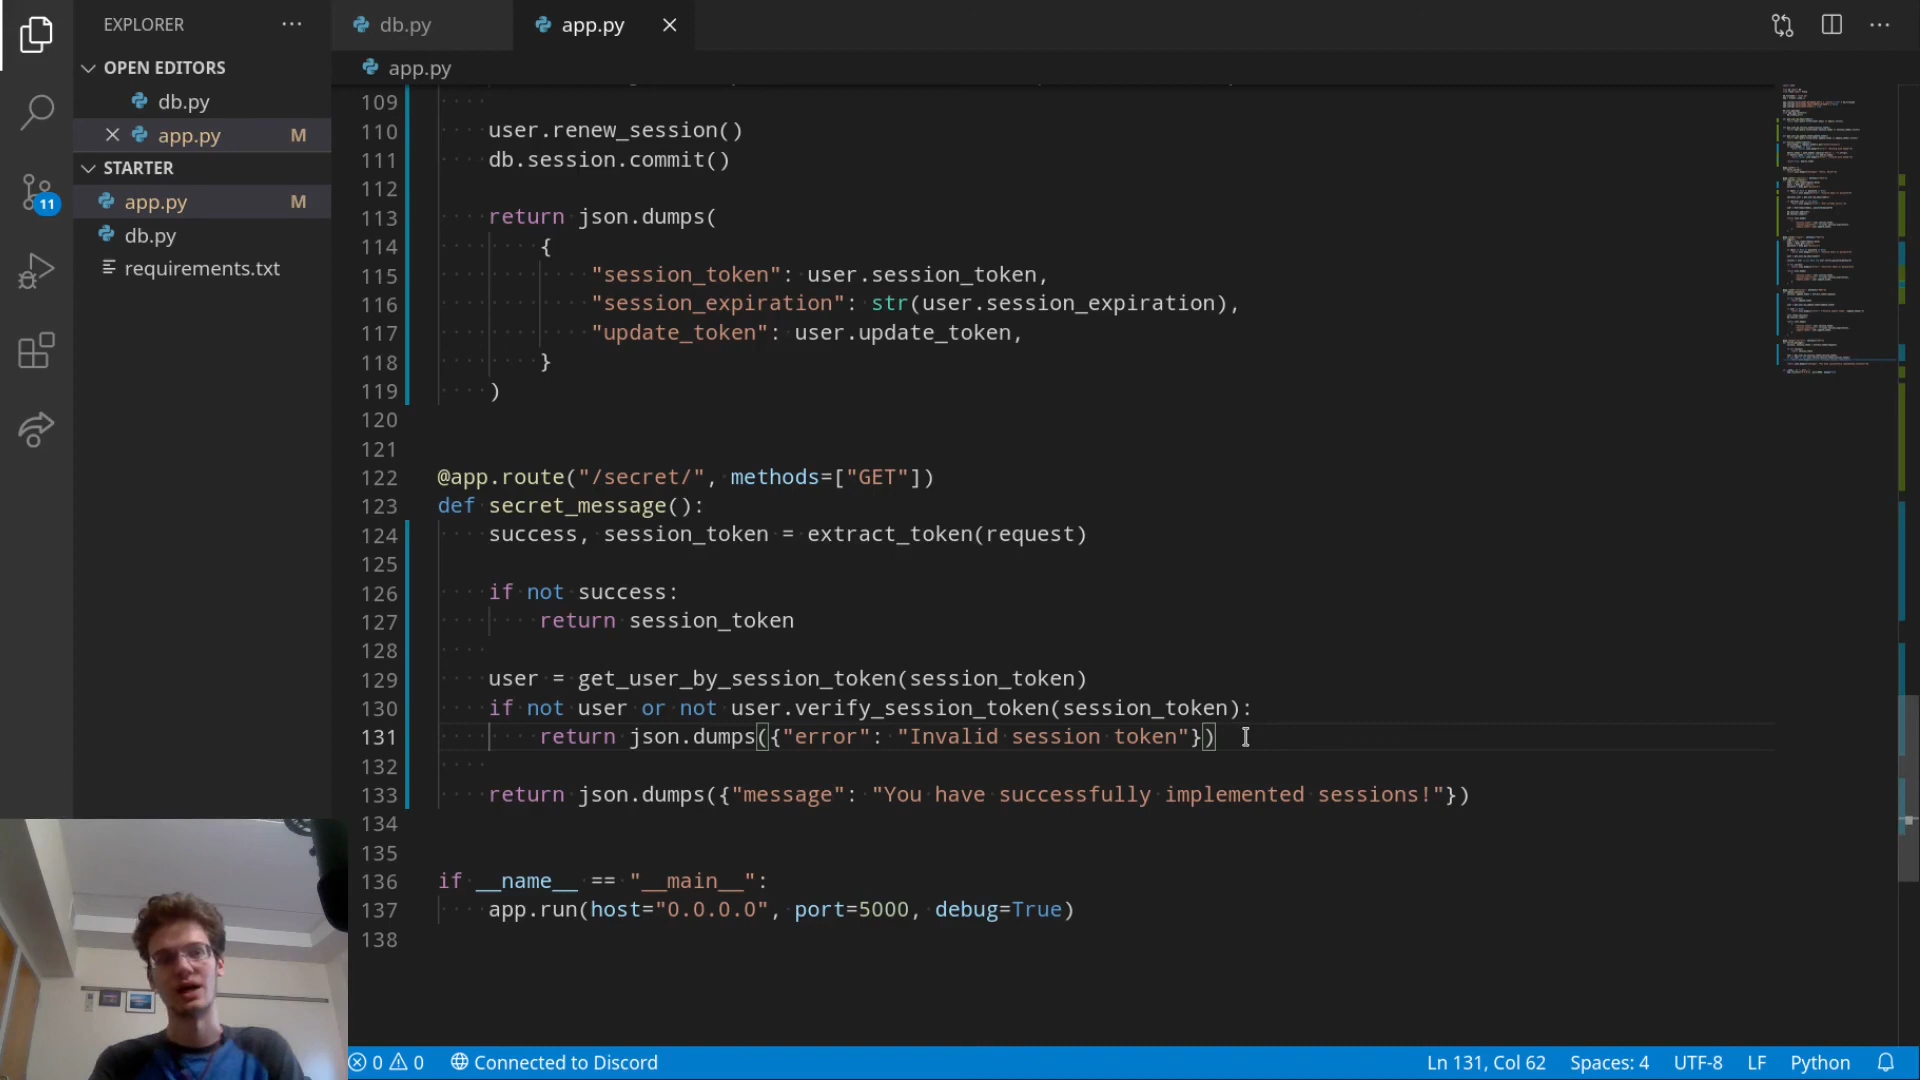 EXPLORER
OPEN EDITORS
db.py
app.py M
STARTER
app.py M
db.py
requirements.txt
11
db.py
app.py
app.py
109
110 user.renew_session()
111 db.session.commit()
112
113 return json.dumps(
114 {
115 "session_token": user.session_token,
116 "session_expiration": str(user.session_expiration),
117 "update_token": user.update_token,
118 }
119 )
120
121
122 @app.route("/secret/", methods=["GET"])
123 def secret_message():
124 success, session_token = extract_token(request)
125
126 if not success:
127 return session_token
128
129 user = get_user_by_session_token(session_token)
130 if not user or not user.verify_session_token(session_token):
131 return json.dumps({"error": "Invalid session token"})
132
133 return json.dumps({"message": "You have successfully implemented sessions!"})
134
135
136 if __name__ == "__main__":
137 app.run(host="0.0.0.0", port=5000, debug=True)
138
0 0 Connected to Discord
Ln 131, Col 62 Spaces: 4 UTF-8 LF Python